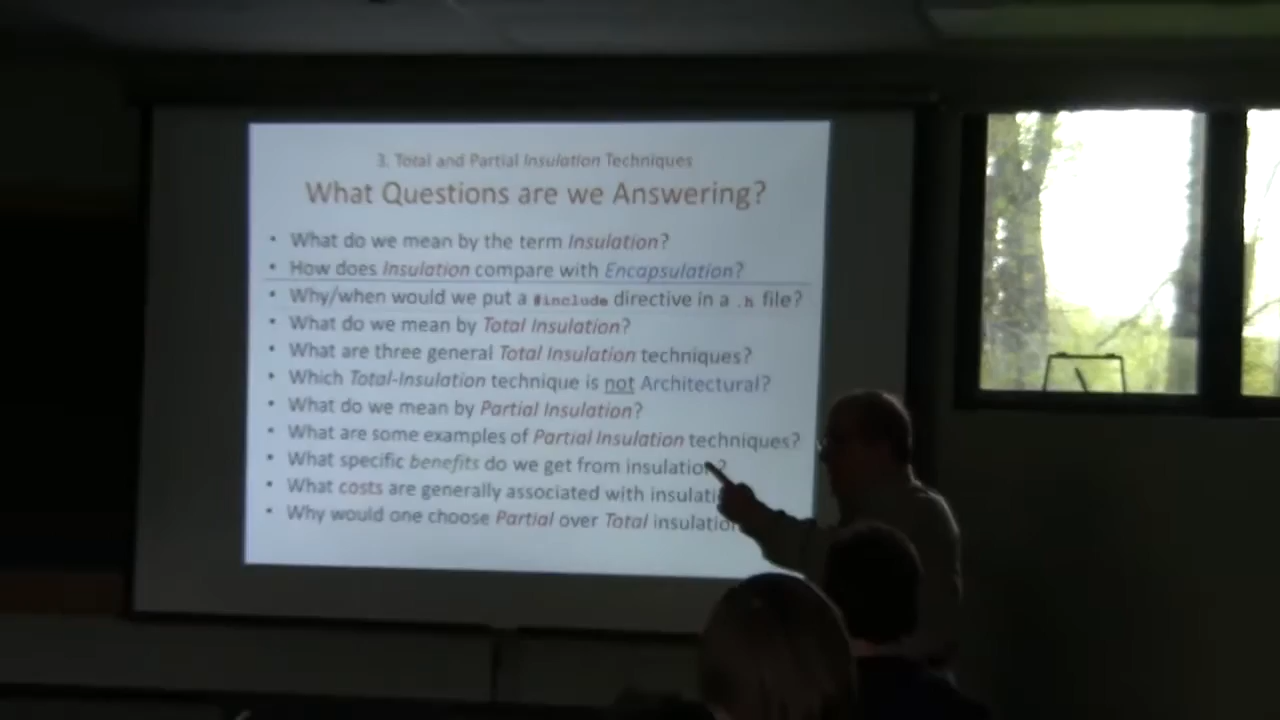 3. Total and Partial Insulation Techniques
What Questions are we Answering?
• What do we mean by the term Insulation?
• How does Insulation compare with Encapsulation?
• Why/when would we put a #include directive in a .h file?
• What do we mean by Total Insulation?
• What are three general Total Insulation techniques?
• Which Total-Insulation technique is not Architectural?
• What do we mean by Partial Insulation?
• What are some examples of Partial Insulation techniques?
• What specific benefits do we get from insulation?
• What costs are generally associated with insulati
• Why would one choose Partial over Total insulation